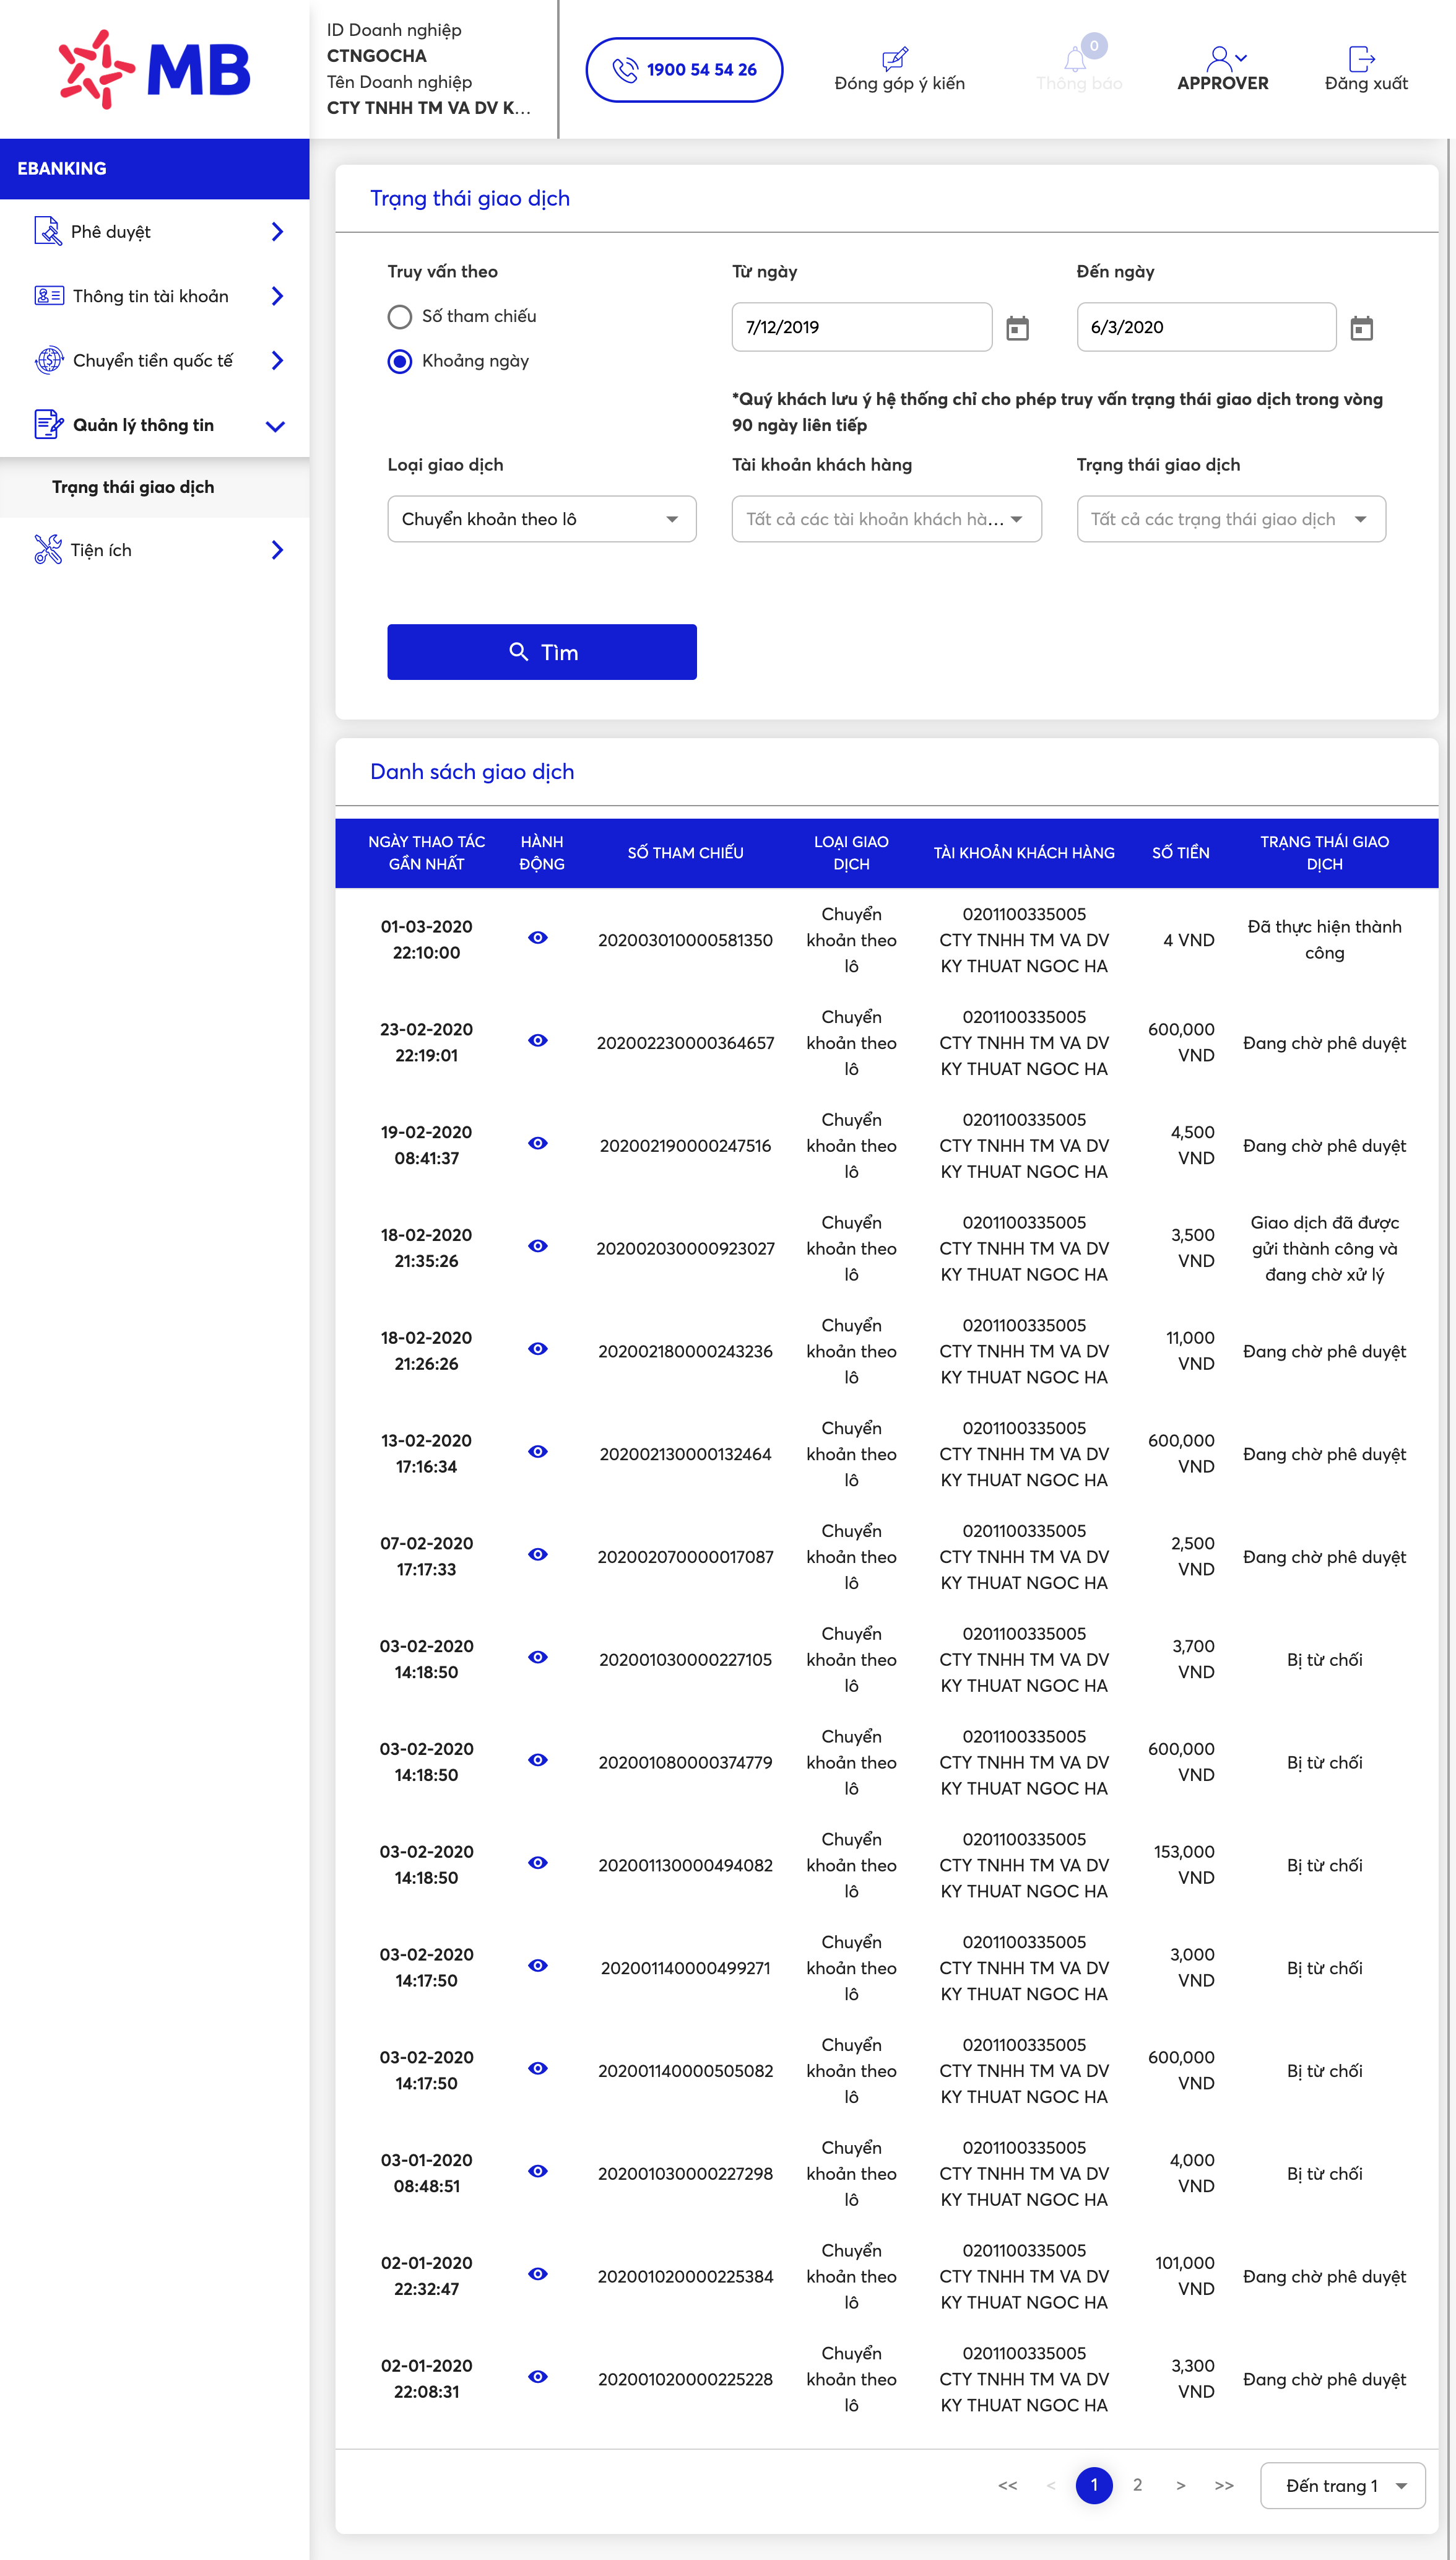 MB
ID Doanh nghiệp
CTNGOCHA
Tên Doanh nghiệp
CTY TNHH TM VA DV K...
1900 54 54 26
Đóng góp ý kiến
0
Thông báo
APPROVER
Đăng xuất
EBANKING
Phê duyệt
Thông tin tài khoản
Chuyển tiền quốc tế
Quản lý thông tin
Trạng thái giao dịch
Tiện ích
Trạng thái giao dịch
Truy vấn theo
Số tham chiếu
Khoảng ngày
Từ ngày
7/12/2019
Đến ngày
6/3/2020
*Quý khách lưu ý hệ thống chỉ cho phép truy vấn trạng thái giao dịch trong vòng
90 ngày liên tiếp
Loại giao dịch
Chuyển khoản theo lô
Tài khoản khách hàng
Tất cả các tài khoản khách hà...
Trạng thái giao dịch
Tất cả các trạng thái giao dịch
Tìm
Danh sách giao dịch
NGÀY THAO TÁC GẦN NHẤT HÀNH ĐỘNG SỐ THAM CHIẾU LOẠI GIAO DỊCH TÀI KHOẢN KHÁCH HÀNG SỐ TIỀN TRẠNG THÁI GIAO DỊCH
01-03-2020 22:10:00 202003010000581350 Chuyển khoản theo lô 0201100335005 CTY TNHH TM VA DV KY THUAT NGOC HA 4 VND Đã thực hiện thành công
23-02-2020 22:19:01 202002230000364657 Chuyển khoản theo lô 0201100335005 CTY TNHH TM VA DV KY THUAT NGOC HA 600,000 VND Đang chờ phê duyệt
19-02-2020 08:41:37 202002190000247516 Chuyển khoản theo lô 0201100335005 CTY TNHH TM VA DV KY THUAT NGOC HA 4,500 VND Đang chờ phê duyệt
18-02-2020 21:35:26 202002030000923027 Chuyển khoản theo lô 0201100335005 CTY TNHH TM VA DV KY THUAT NGOC HA 3,500 VND Giao dịch đã được gửi thành công và đang chờ xử lý
18-02-2020 21:26:26 202002180000243236 Chuyển khoản theo lô 0201100335005 CTY TNHH TM VA DV KY THUAT NGOC HA 11,000 VND Đang chờ phê duyệt
13-02-2020 17:16:34 202002130000132464 Chuyển khoản theo lô 0201100335005 CTY TNHH TM VA DV KY THUAT NGOC HA 600,000 VND Đang chờ phê duyệt
07-02-2020 17:17:33 202002070000017087 Chuyển khoản theo lô 0201100335005 CTY TNHH TM VA DV KY THUAT NGOC HA 2,500 VND Đang chờ phê duyệt
03-02-2020 14:18:50 202001030000227105 Chuyển khoản theo lô 0201100335005 CTY TNHH TM VA DV KY THUAT NGOC HA 3,700 VND Bị từ chối
03-02-2020 14:18:50 202001080000374779 Chuyển khoản theo lô 0201100335005 CTY TNHH TM VA DV KY THUAT NGOC HA 600,000 VND Bị từ chối
03-02-2020 14:18:50 202001130000494082 Chuyển khoản theo lô 0201100335005 CTY TNHH TM VA DV KY THUAT NGOC HA 153,000 VND Bị từ chối
03-02-2020 14:17:50 202001140000499271 Chuyển khoản theo lô 0201100335005 CTY TNHH TM VA DV KY THUAT NGOC HA 3,000 VND Bị từ chối
03-02-2020 14:17:50 202001140000505082 Chuyển khoản theo lô 0201100335005 CTY TNHH TM VA DV KY THUAT NGOC HA 600,000 VND Bị từ chối
03-01-2020 08:48:51 202001030000227298 Chuyển khoản theo lô 0201100335005 CTY TNHH TM VA DV KY THUAT NGOC HA 4,000 VND Bị từ chối
02-01-2020 22:32:47 202001020000225384 Chuyển khoản theo lô 0201100335005 CTY TNHH TM VA DV KY THUAT NGOC HA 101,000 VND Đang chờ phê duyệt
02-01-2020 22:08:31 202001020000225228 Chuyển khoản theo lô 0201100335005 CTY TNHH TM VA DV KY THUAT NGOC HA 3,300 VND Đang chờ phê duyệt
<< < 1 2 > >> Đến trang 1